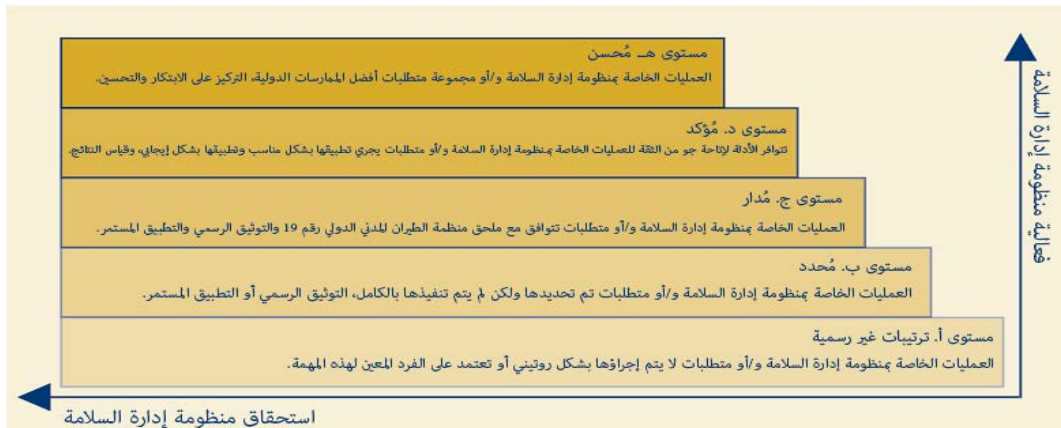 مستوى هـ مُحسن
العمليات الخاصة بمنظومة إدارة السلامة و/أو مجموعة متطلبات أفضل الممارسات الدولية، التركيز على الابتكار والتحسين.
مستوى د. مُؤكد
تتوافر الأدلة لإتاحة جو من الثقة للعمليات الخاصة بمنظومة إدارة السلامة و/أو متطلبات يجري تطبيقها بشكل مناسب وتطبيقها بشكل إيجابي، وقياس النتائج.
مستوى ج. مُدار
العمليات الخاصة بمنظومة إدارة السلامة و/أو متطلبات تتوافق مع ملحق منظمة الطيران المدني الدولي رقم 19 والتوثيق الرسمي والتطبيق المستمر.
مستوى ب. مُحدد
العمليات الخاصة بمنظومة إدارة السلامة و/أو متطلبات تم تحديدها ولكن لم يتم تنفيذها بالكامل، التوثيق الرسمي أو التطبيق المستمر.
مستوى أ. ترتيبات غير رسمية
العمليات الخاصة بمنظومة إدارة السلامة و/أو متطلبات لا يتم إجراؤها بشكل روتيني أو تعتمد على الفرد المعين لهذه المهمة.
فعالية منظومة إدارة السلامة
استحقاق منظومة إدارة السلامة